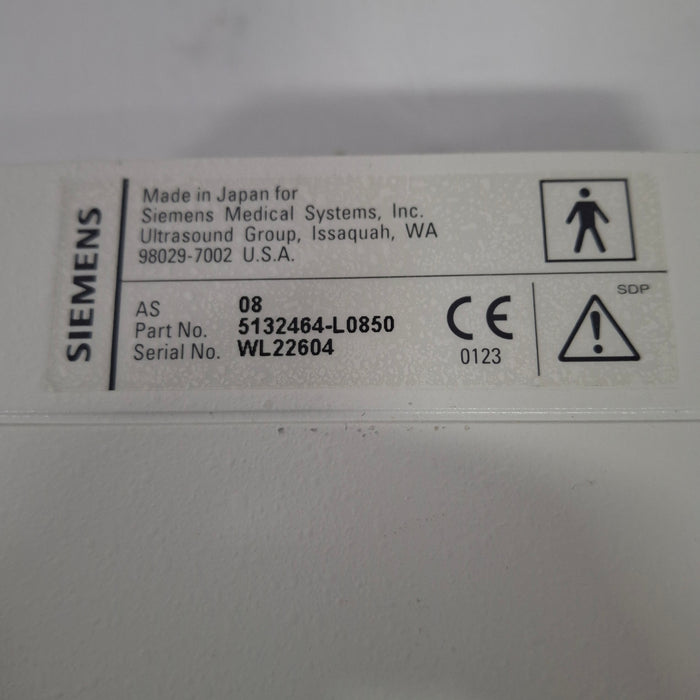 SIEMENS
Made in Japan for
Siemens Medical Systems, Inc.
Ultrasound Group, Issaquah, WA
98029-7002 U.S.A.
AS 08
Part No. 5132464-L0850
Serial No. WL22604
CE
0123
SDP